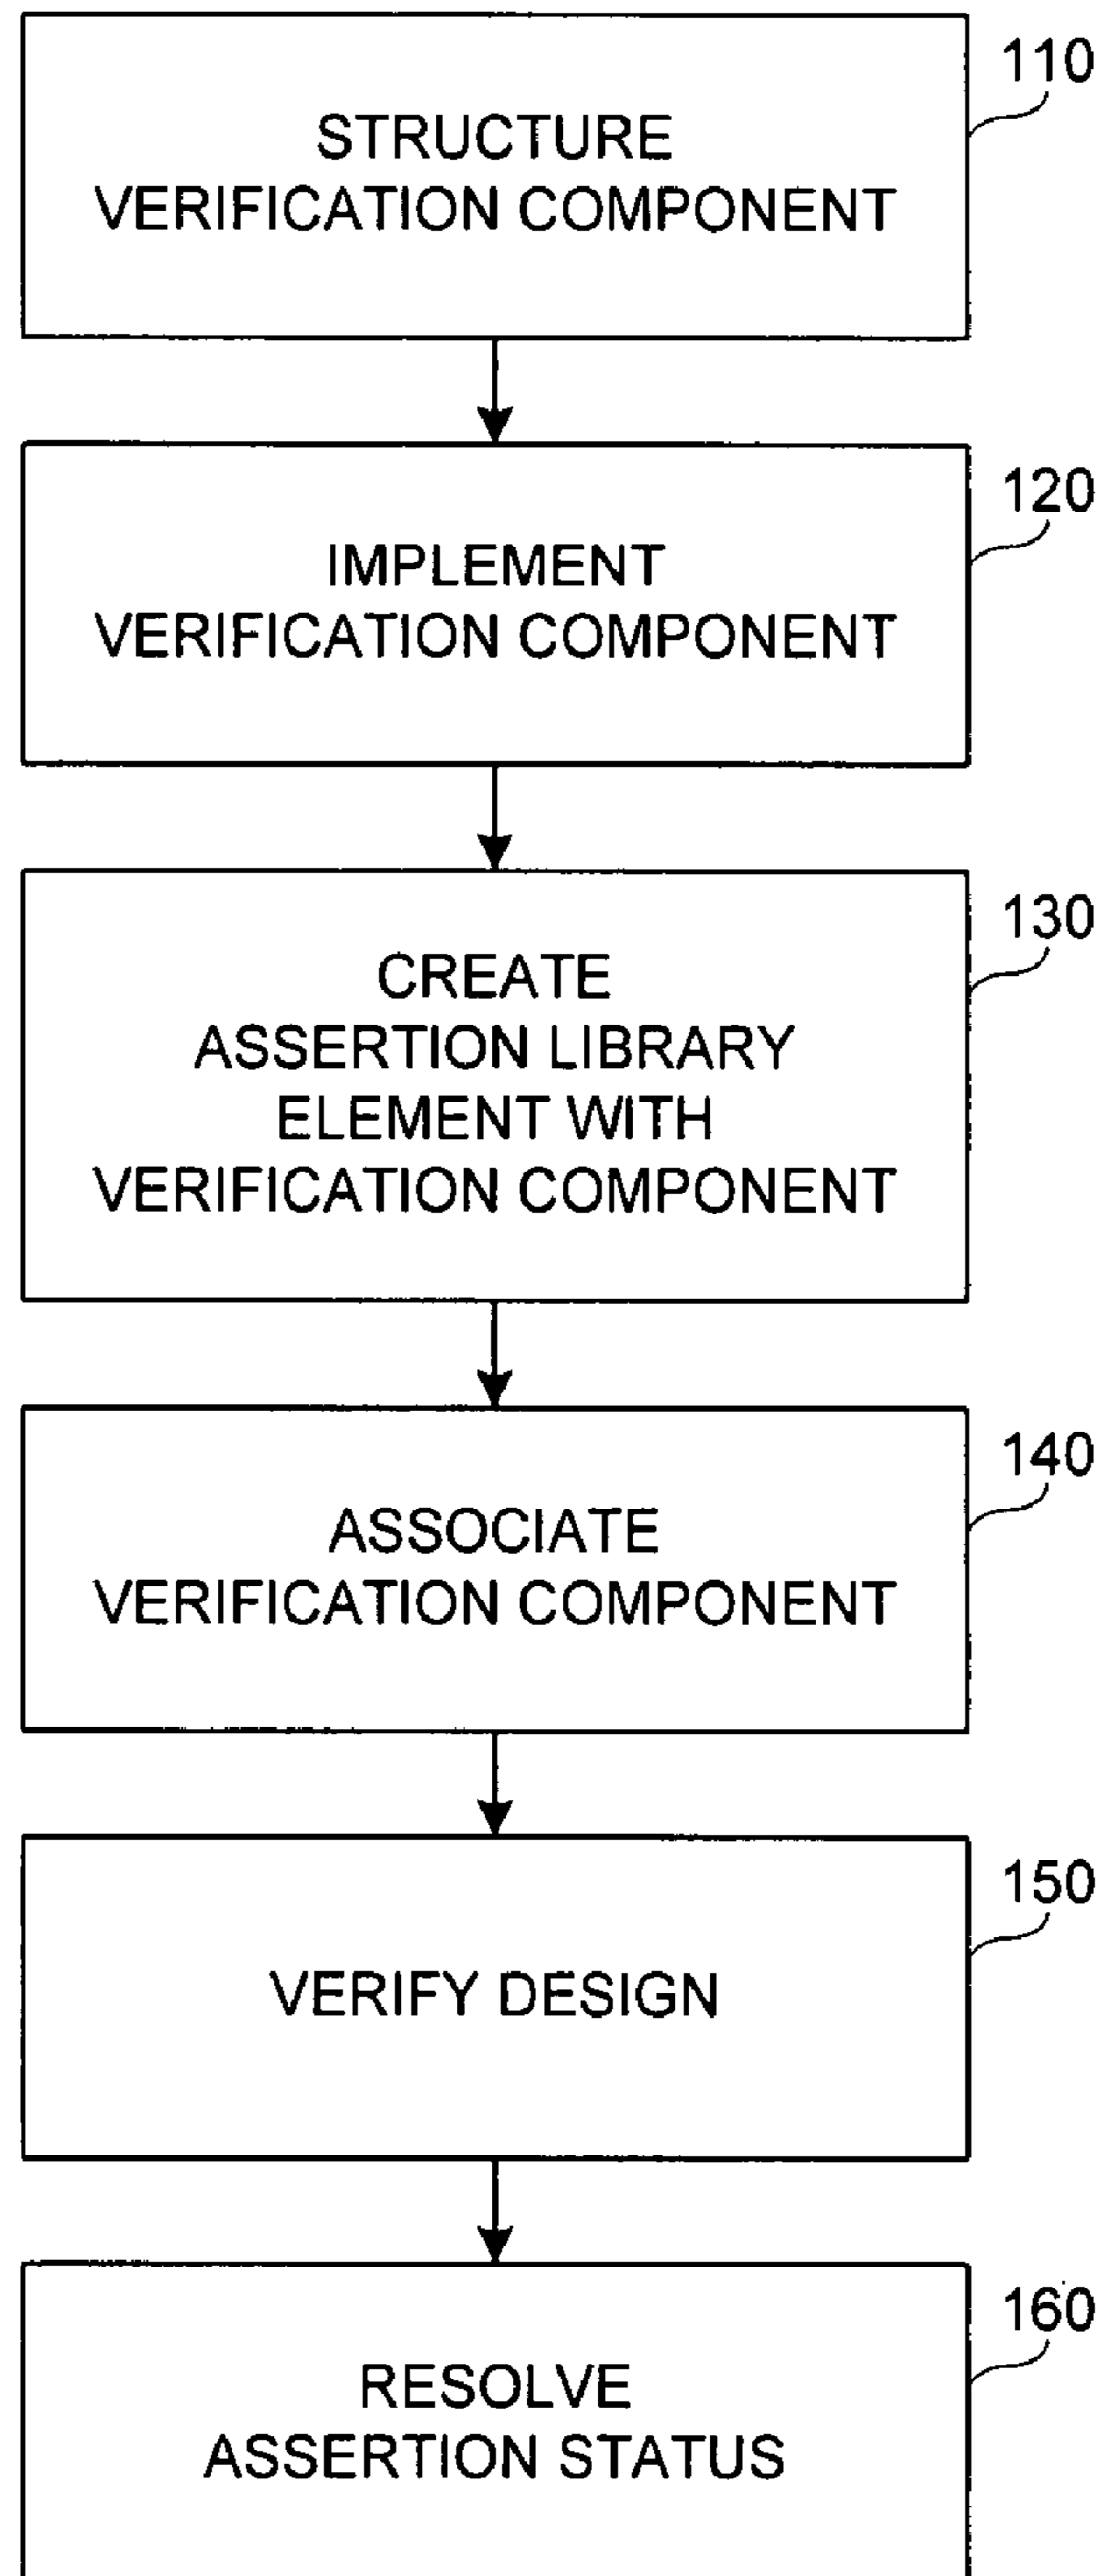 110
STRUCTURE
VERIFICATION COMPONENT
120
IMPLEMENT
VERIFICATION COMPONENT
130
CREATE
ASSERTION LIBRARY
ELEMENT WITH
VERIFICATION COMPONENT
140
ASSOCIATE
VERIFICATION COMPONENT
150
VERIFY DESIGN
160
RESOLVE
ASSERTION STATUS